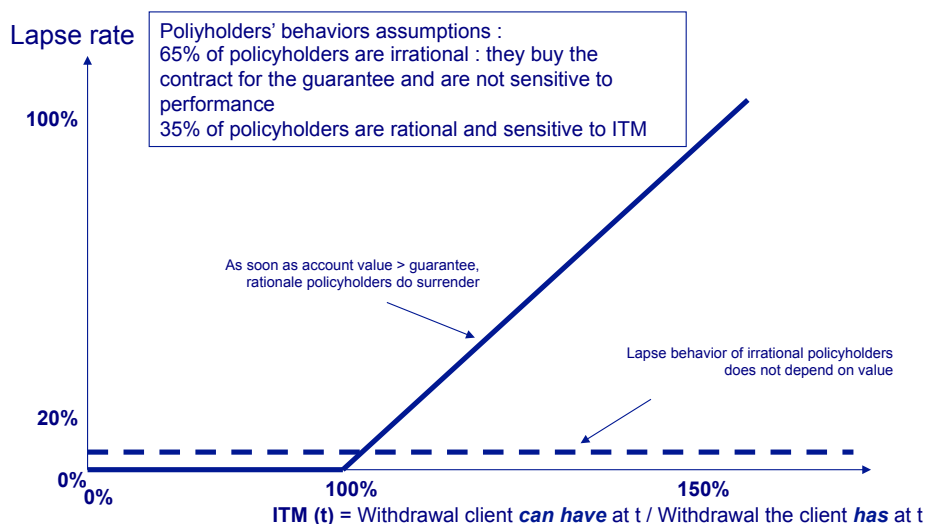 Lapse rate
Poliyholders' behaviors assumptions :
65% of policyholders are irrational : they buy the
contract for the guarantee and are not sensitive to
performance
35% of policyholders are rational and sensitive to ITM
100%
As soon as account value > guarantee,
rationale policyholders do surrender
Lapse behavior of irrational policyholders
does not depend on value
20%
0%
0%
100%
150%
ITM (t) = Withdrawal client can have at t / Withdrawal the client has at t